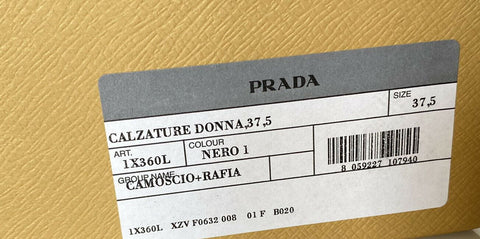 PRADA
CALZATURE DONNA,37,5
SIZE
37,5
ART.
1X360L
COLOUR
NERO 1
GROUP NAME
CAMOSCIO+RAFIA
8 059227 107940
1X360L XZV F0632 008 01 F B020